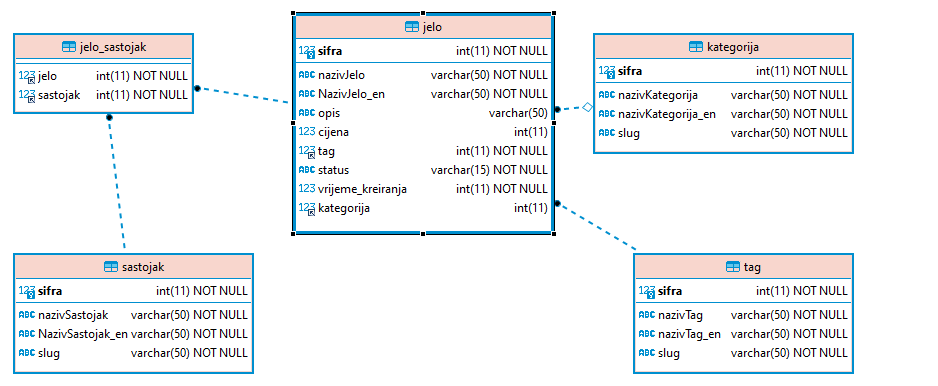 jelo_sastojak
123 jelo int(11) NOT NULL
123 sastojak int(11) NOT NULL
jelo
123 sifra int(11) NOT NULL
ABC nazivJelo varchar(50) NOT NULL
ABC NazivJelo_en varchar(50) NOT NULL
ABC opis varchar(50)
123 cijena int(11)
123 tag int(11) NOT NULL
ABC status varchar(15) NOT NULL
123 vrijeme_kreiranja int(11) NOT NULL
123 kategorija int(11)
kategorija
123 sifra int(11) NOT NULL
ABC nazivKategorija varchar(50) NOT NULL
ABC nazivKategorija_en varchar(50) NOT NULL
ABC slug varchar(50) NOT NULL
sastojak
123 sifra int(11) NOT NULL
ABC nazivSastojak varchar(50) NOT NULL
ABC NazivSastojak_en varchar(50) NOT NULL
ABC slug varchar(50) NOT NULL
tag
123 sifra int(11) NOT NULL
ABC nazivTag varchar(50) NOT NULL
ABC nazivTag_en varchar(50) NOT NULL
ABC slug varchar(50) NOT NULL